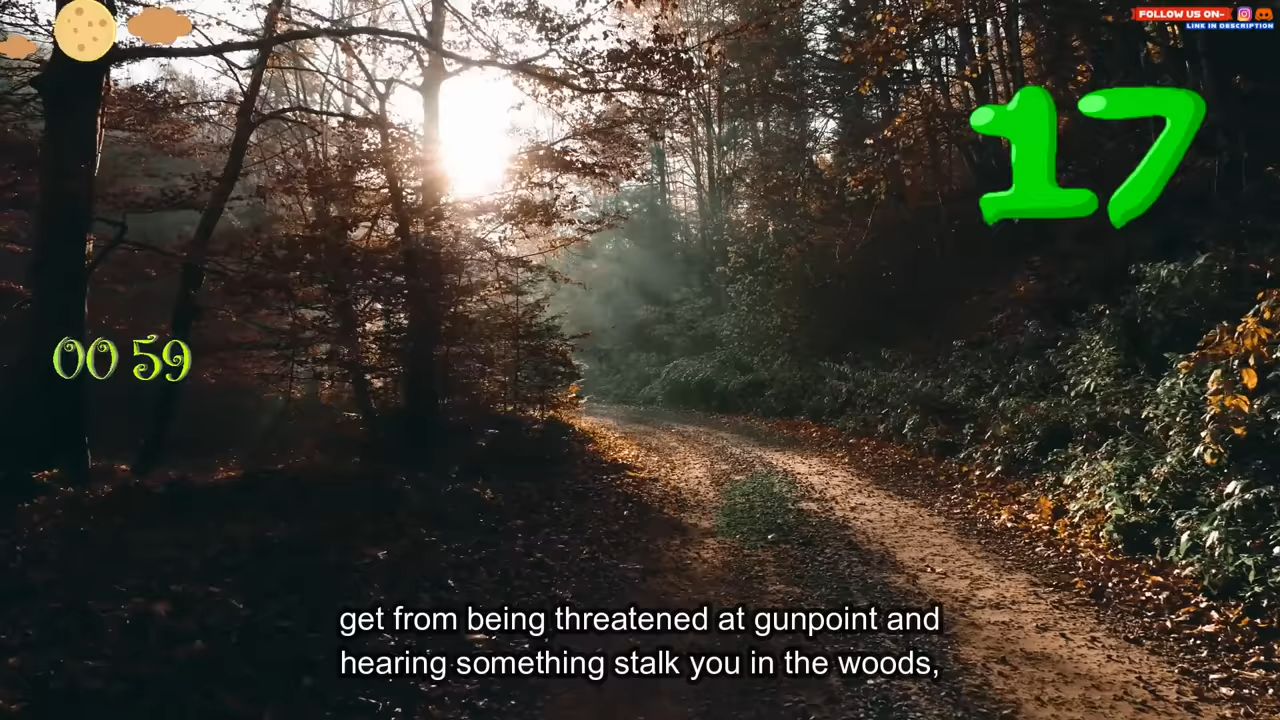 FOLLOW US ON-
LINK IN DESCRIPTION
17
00 59
get from being threatened at gunpoint and
hearing something stalk you in the woods,